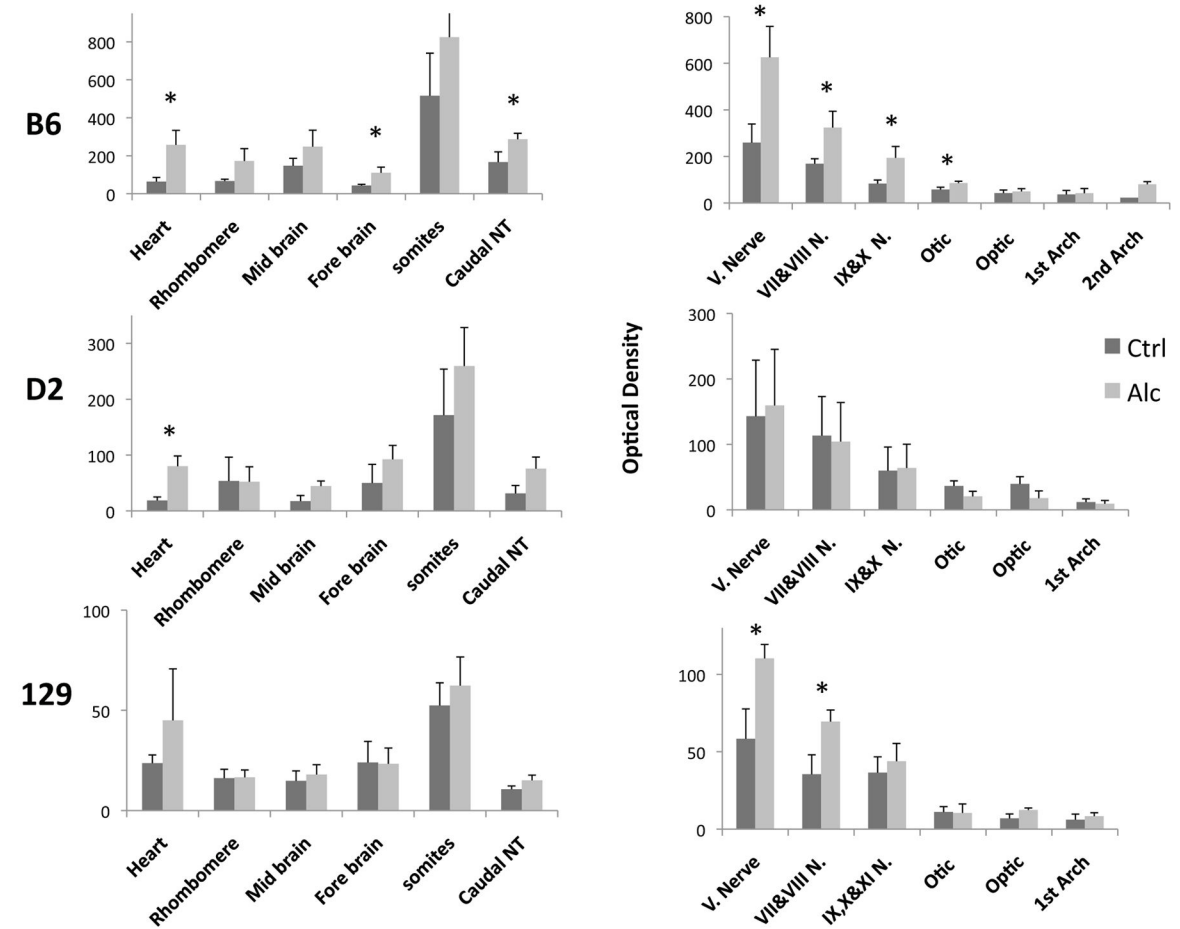 B6
800
600
400
200
0
*
*
*
Heart
Rhombomere
Mid brain
Fore brain
somites
Caudal NT
800
600
400
200
0
*
*
*
*
V. Nerve
VII&VIII N.
IX&X N.
Otic
Optic
1st Arch
2nd Arch
D2
300
200
100
0
*
Heart
Rhombomere
Mid brain
Fore brain
somites
Caudal NT
Optical Density
300
200
100
0
Ctrl
Alc
V. Nerve
VII&VIII N.
IX&X N.
Otic
Optic
1st Arch
129
100
50
0
Heart
Rhombomere
Mid brain
Fore brain
somites
Caudal NT
100
50
0
*
*
V. Nerve
VII&VIII N.
IX,X&XI N.
Otic
Optic
1st Arch